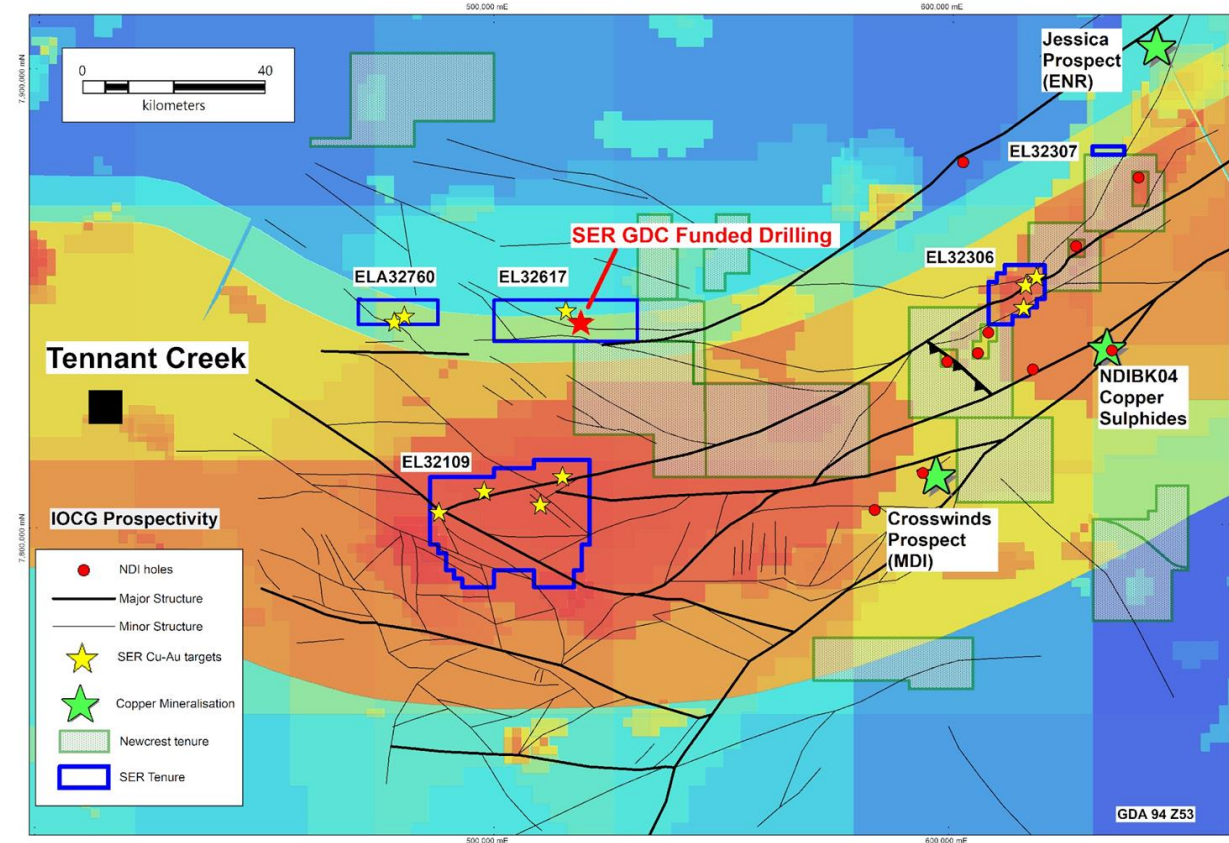 500,000 mE
600,000 mE
0
40
kilometers
7,900,000 mN
Jessica
Prospect
(ENR)
EL32307
SER GDC Funded Drilling
EL32306
ELA32760
EL32617
Tennant Creek
NDIBK04
Copper
Sulphides
EL32109
IOCG Prospectivity
7,800,000 mN
Crosswinds
Prospect
(MDI)
NDI holes
Major Structure
Minor Structure
SER Cu-Au targets
Copper Mineralisation
Newcrest tenure
SER Tenure
GDA 94 Z53
500,000 mE
600,000 mE